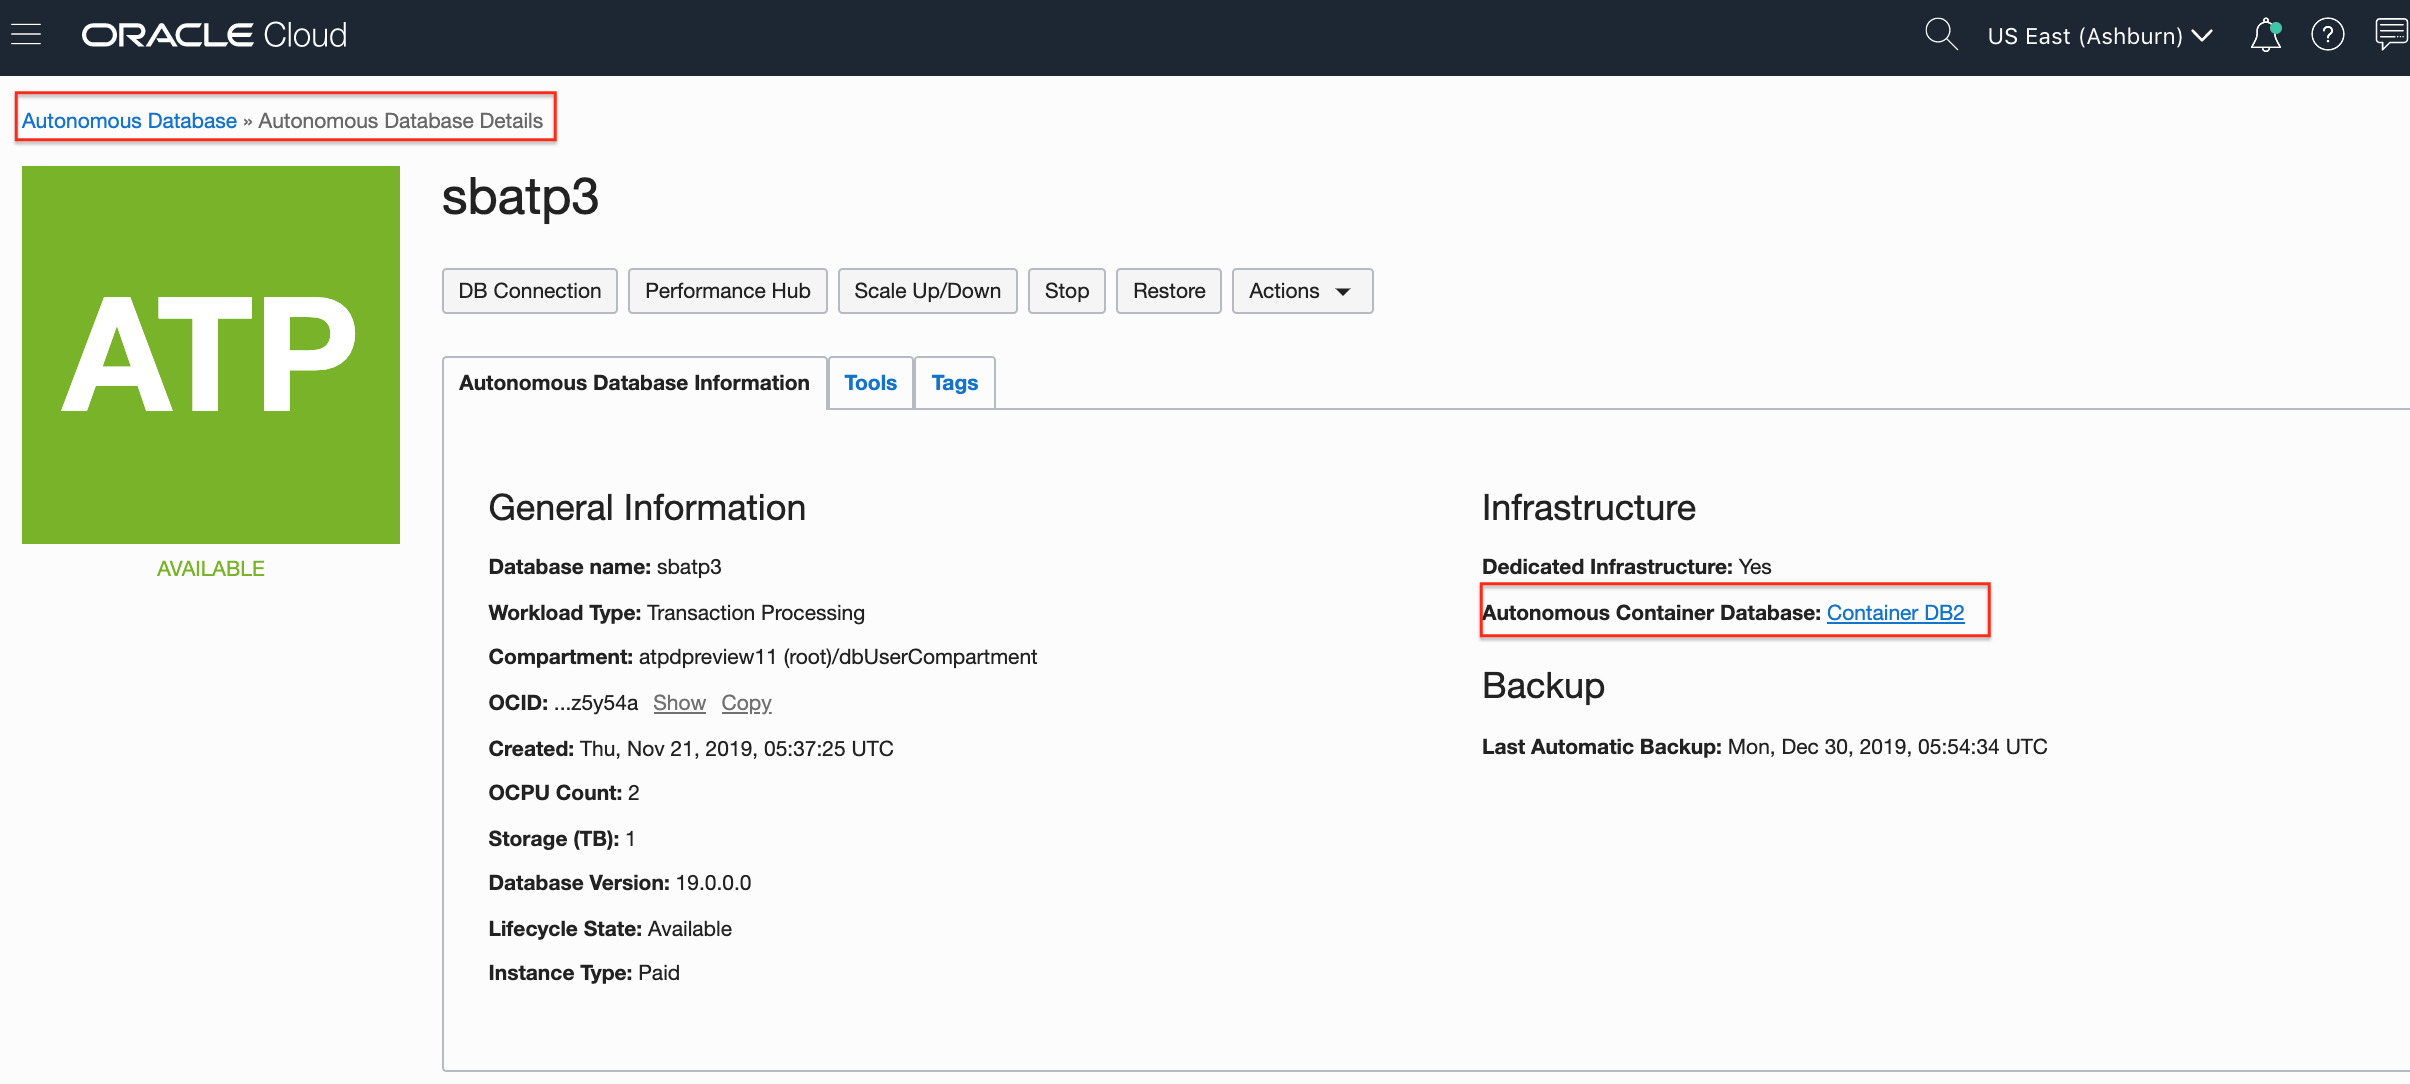 ORACLE Cloud
US East (Ashburn)
Autonomous Database » Autonomous Database Details
ATP
AVAILABLE
sbatp3
DB Connection Performance Hub Scale Up/Down Stop Restore Actions
Autonomous Database Information Tools Tags
General Information
Database name: sbatp3
Workload Type: Transaction Processing
Compartment: atpdpreview11 (root)/dbUserCompartment
OCID: ...z5y54a Show Copy
Created: Thu, Nov 21, 2019, 05:37:25 UTC
OCPU Count: 2
Storage (TB): 1
Database Version: 19.0.0.0
Lifecycle State: Available
Instance Type: Paid
Infrastructure
Dedicated Infrastructure: Yes
Autonomous Container Database: Container DB2
Backup
Last Automatic Backup: Mon, Dec 30, 2019, 05:54:34 UTC